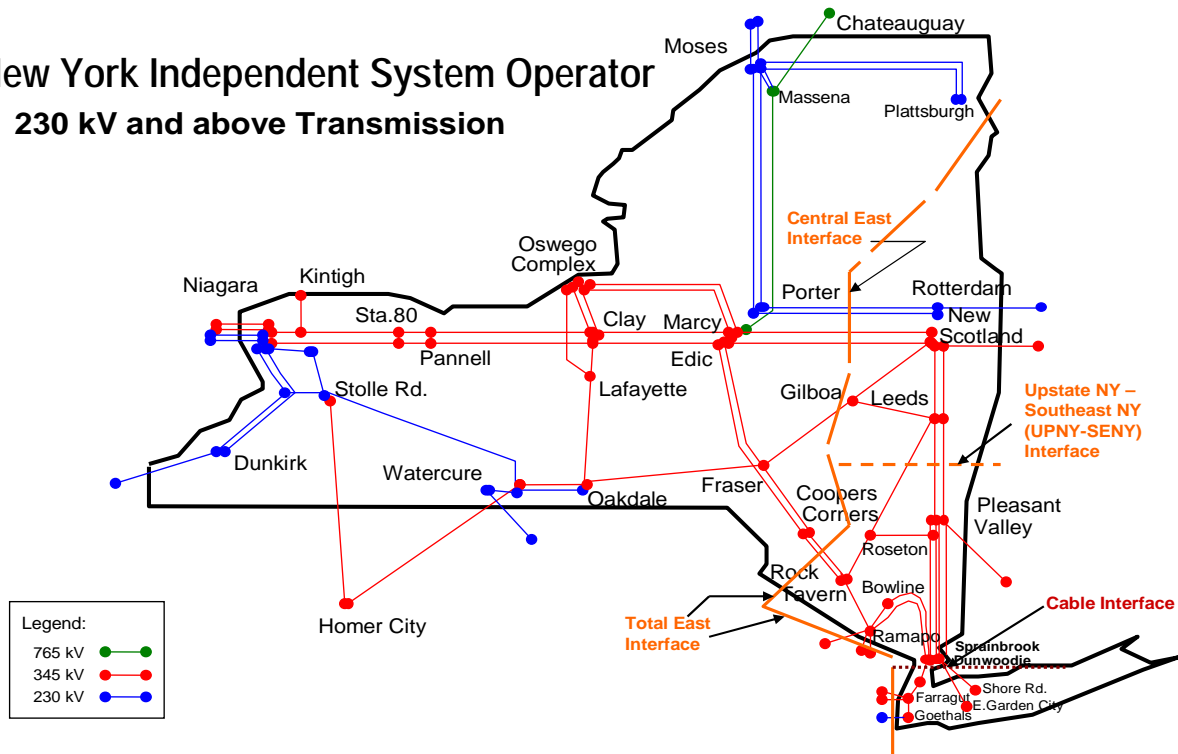 New York Independent System Operator
230 kV and above Transmission
Chateauguay
Moses
Massena
Plattsburgh
Central East
Interface
Oswego
Complex
Niagara
Kintigh
Sta.80
Pannell
Clay
Marcy
Edic
Porter
Rotterdam
New
Scotland
Stolle Rd.
Lafayette
Gilboa
Leeds
Upstate NY –
Southeast NY
(UPNY-SENY)
Interface
Dunkirk
Watercure
Oakdale
Fraser
Coopers
Corners
Pleasant
Valley
Roseton
Rock
Tavern
Bowline
Homer City
Total East
Interface
Ramapo
Cable Interface
Sprainbrook
Dunwoodie
Shore Rd.
Farragut
E.Garden City
Goethals
Legend:
765 kV
345 kV
230 kV